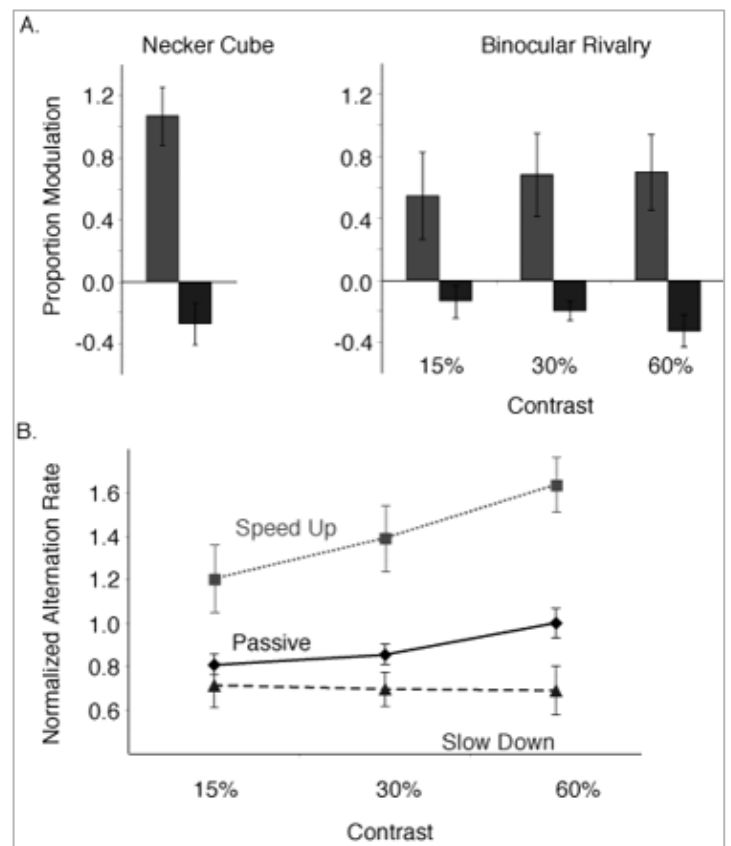 A.
Necker Cube
Binocular Rivalry
Proportion Modulation
1.2
0.8
0.4
0.0
-0.4
1.2
0.8
0.4
0.0
-0.4
15% 30% 60%
Contrast
B.
Normalized Alternation Rate
1.6
1.4
1.2
1.0
0.8
0.6
Speed Up
Passive
Slow Down
15% 30% 60%
Contrast